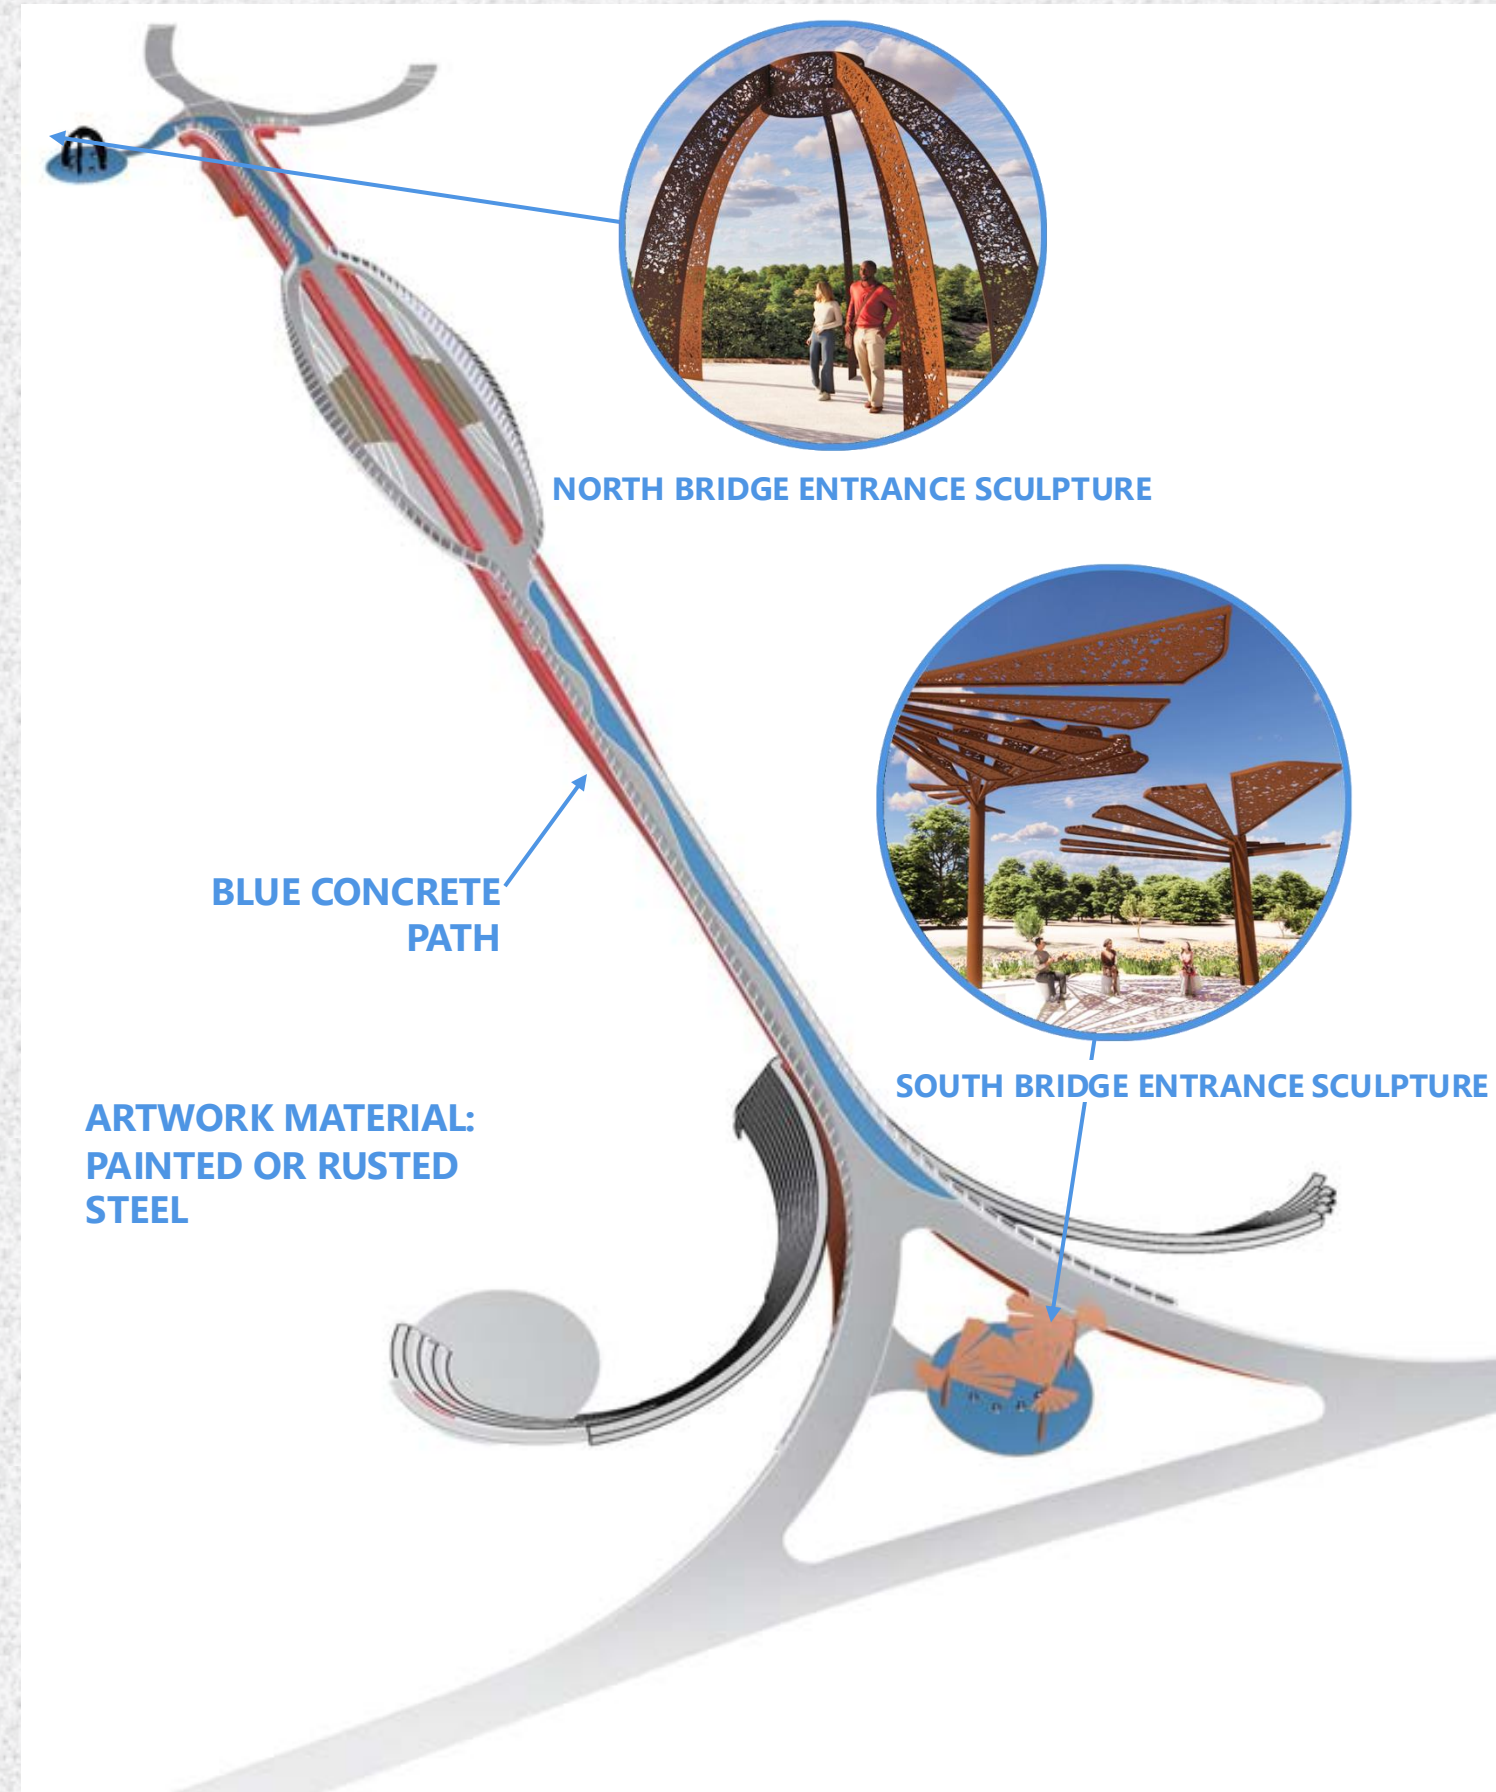 NORTH BRIDGE ENTRANCE SCULPTURE
BLUE CONCRETE
PATH
SOUTH BRIDGE ENTRANCE SCULPTURE
ARTWORK MATERIAL:
PAINTED OR RUSTED
STEEL